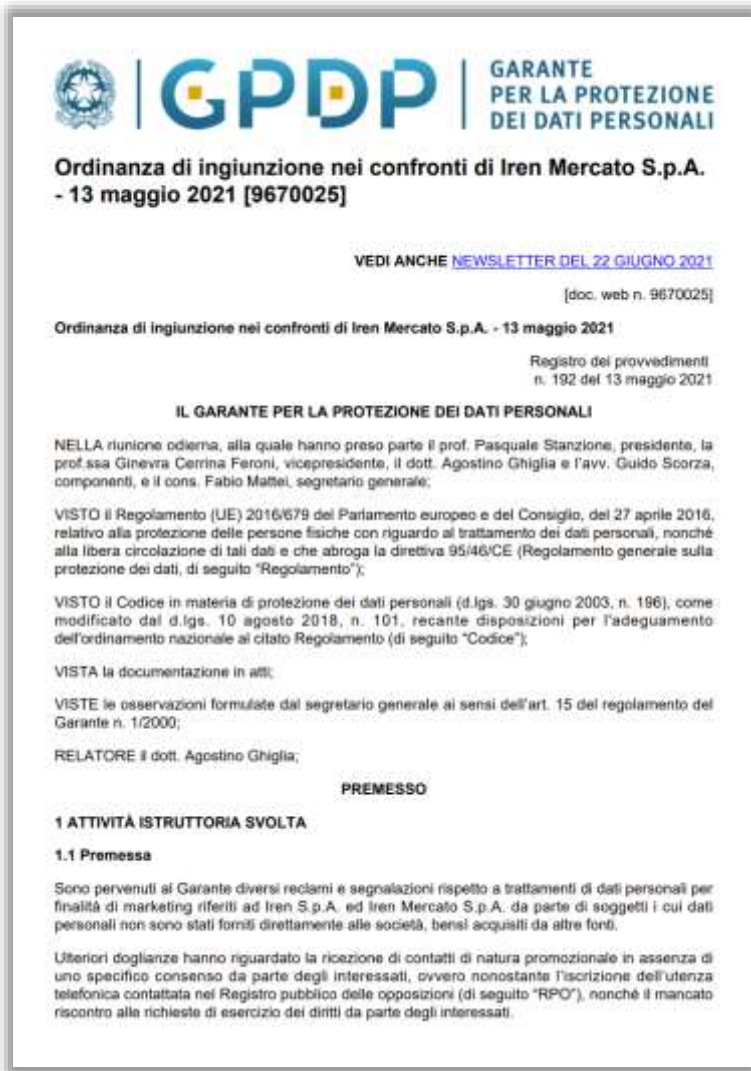 GPDP
GARANTE
PER LA PROTEZIONE
DEI DATI PERSONALI
Ordinanza di ingiunzione nei confronti di Iren Mercato S.p.A.
- 13 maggio 2021 [9670025]
VEDI ANCHE NEWSLETTER DEL 22 GIUGNO 2021
[doc. web n. 9670025]
Ordinanza di ingiunzione nei confronti di Iren Mercato S.p.A. - 13 maggio 2021
Registro dei provvedimenti
n. 192 del 13 maggio 2021
IL GARANTE PER LA PROTEZIONE DEI DATI PERSONALI
NELLA riunione odierna, alla quale hanno preso parte il prof. Pasquale Stanzione, presidente, la
prof.ssa Ginevra Cerrina Feroni, vicepresidente, il dott. Agostino Ghiglia e l'avv. Guido Scorza,
componenti, e il cons. Fabio Mattei, segretario generale;
VISTO il Regolamento (UE) 2016/679 del Parlamento europeo e del Consiglio, del 27 aprile 2016,
relativo alla protezione delle persone fisiche con riguardo al trattamento dei dati personali, nonché
alla libera circolazione di tali dati e che abroga la direttiva 95/46/CE (Regolamento generale sulla
protezione dei dati, di seguito "Regolamento");
VISTO il Codice in materia di protezione dei dati personali (d.lgs. 30 giugno 2003, n. 196), come
modificato dal d.lgs. 10 agosto 2018, n. 101, recante disposizioni per l'adeguamento
dell'ordinamento nazionale al citato Regolamento (di seguito "Codice");
VISTA la documentazione in atti;
VISTE le osservazioni formulate dal segretario generale ai sensi dell'art. 15 del regolamento del
Garante n. 1/2000;
RELATORE il dott. Agostino Ghiglia;
PREMESSO
1 ATTIVITÀ ISTRUTTORIA SVOLTA
1.1 Premessa
Sono pervenuti al Garante diversi reclami e segnalazioni rispetto a trattamenti di dati personali per
finalità di marketing riferiti ad Iren S.p.A. ed Iren Mercato S.p.A. da parte di soggetti i cui dati
personali non sono stati forniti direttamente alle società, bensì acquisiti da altre fonti.
Ulteriori doglianze hanno riguardato la ricezione di contatti di natura promozionale in assenza di
uno specifico consenso da parte degli interessati, ovvero nonostante l'iscrizione dell'utenza
telefonica contattata nel Registro pubblico delle opposizioni (di seguito "RPO"), nonché il mancato
riscontro alle richieste di esercizio dei diritti da parte degli interessati.